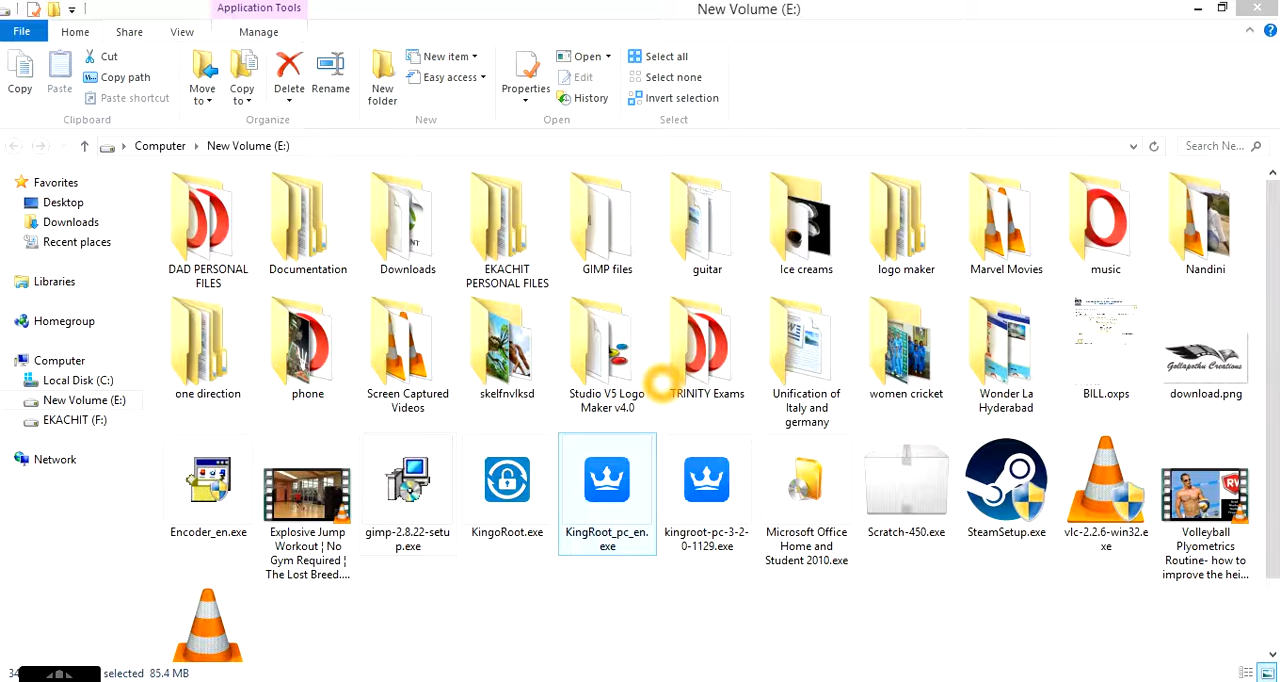 Application Tools
New Volume (E:)
File
Home
Share
View
Manage
Copy
Paste
Cut
Copy path
Paste shortcut
Clipboard
Move to
Copy to
Delete
Rename
Organize
New folder
New item
Easy access
New
Properties
Open
Edit
History
Open
Select all
Select none
Invert selection
Select
Computer
New Volume (E:)
Search Ne...
Favorites
Desktop
Downloads
Recent places
Libraries
Homegroup
Computer
Local Disk (C:)
New Volume (E:)
EKACHIT (F:)
Network
DAD PERSONAL
FILES
Documentation
Downloads
EKACHIT
PERSONAL FILES
GIMP files
guitar
Ice creams
logo maker
Marvel Movies
music
Nandini
one direction
phone
Screen Captured
Videos
skelfnvlksd
Studio V5 Logo
Maker v4.0
TRINITY Exams
Unification of
Italy and
germany
women cricket
Wonder La
Hyderabad
BILL.oxps
Gollapothu Creations
download.png
Encoder_en.exe
Explosive Jump
Workout ¦ No
Gym Required ¦
The Lost Breed....
gimp-2.8.22-setu
p.exe
KingoRoot.exe
KingRoot_pc_en.
exe
kingroot-pc-3-2-
0-1129.exe
Microsoft Office
Home and
Student 2010.exe
Scratch-450.exe
SteamSetup.exe
vlc-2.2.6-win32.e
xe
RV
Volleyball
Plyometrics
Routine- how to
improve the hei...
selected 85.4 MB